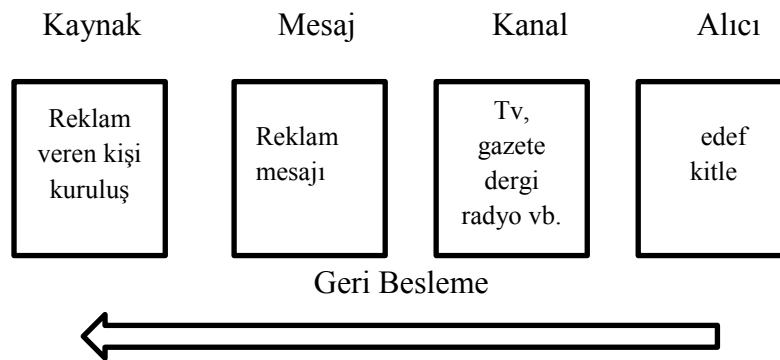 Kaynak Mesaj Kanal Alıcı
Reklam
veren kişi
kuruluş
Reklam
mesajı
Tv,
gazete
dergi
radyo vb.
edef
kitle
Geri Besleme